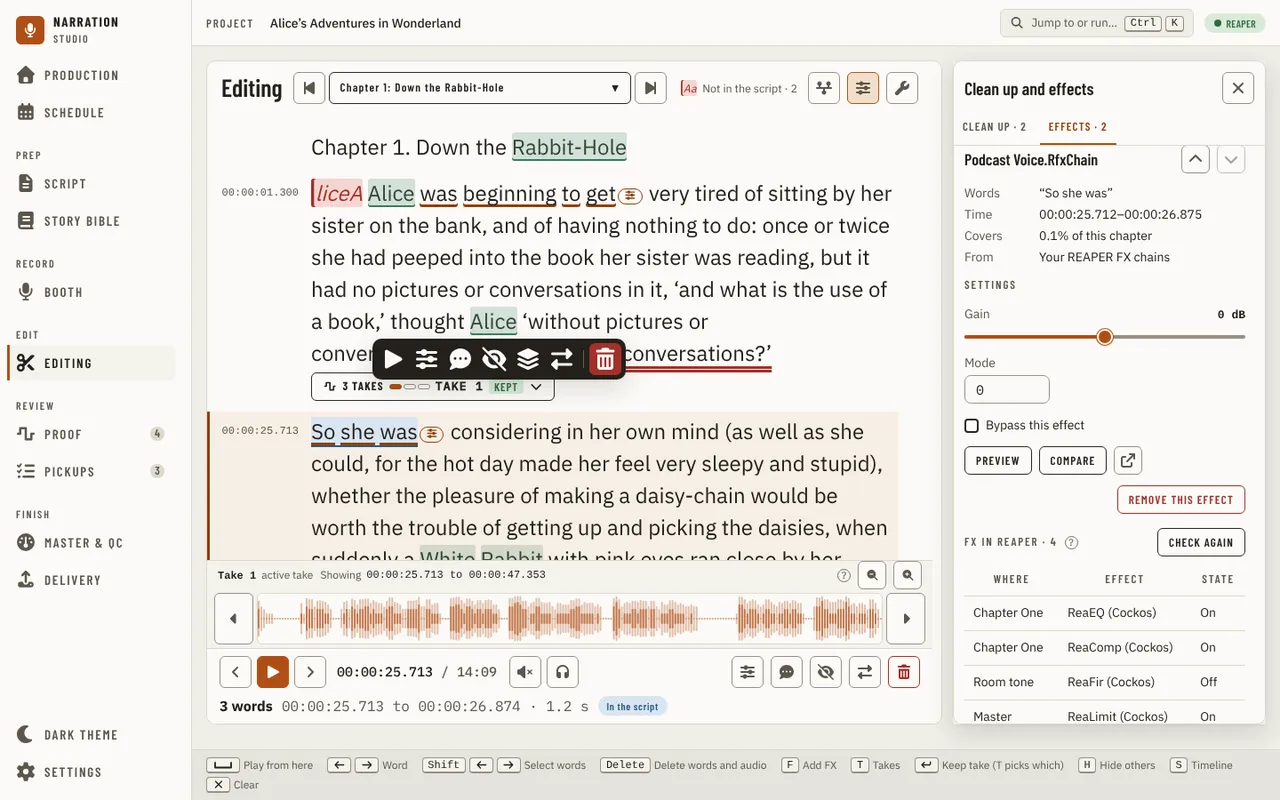 NARRATION
STUDIO
PRODUCTION
SCHEDULE
PREP
SCRIPT
STORY BIBLE
RECORD
BOOTH
EDIT
EDITING
REVIEW
PROOF 4
PICKUPS 3
FINISH
MASTER & QC
DELIVERY
DARK THEME
SETTINGS
PROJECT Alice’s Adventures in Wonderland
Jump to or run… Ctrl K
REAPER
Editing
Chapter 1: Down the Rabbit-Hole
Aa Not in the script · 2
Chapter 1. Down the Rabbit-Hole
00:00:01.300
liceA Alice was beginning to get very tired of sitting by her
sister on the bank, and of having nothing to do: once or twice
she had peeped into the book her sister was reading, but it
had no pictures or conversations in it, ‘and what is the use of
a book,’ thought Alice ‘without pictures or
conver conversations?’
3 TAKES TAKE 1 KEPT
00:00:25.713
So she was considering in her own mind (as well as she
could, for the hot day made her feel very sleepy and stupid),
whether the pleasure of making a daisy-chain would be
worth the trouble of getting up and picking the daisies, when
suddenly a White Rabbit with pink eyes ran close by her.
Take 1 active take Showing 00:00:25.713 to 00:00:47.353 ?
00:00:25.713 / 14:09
3 words 00:00:25.713 to 00:00:26.874 · 1.2 s In the script
Clean up and effects
CLEAN UP · 2 EFFECTS · 2
Podcast Voice.RfxChain
Words “So she was”
Time 00:00:25.712–00:00:26.875
Covers 0.1% of this chapter
From Your REAPER FX chains
SETTINGS
Gain 0 dB
Mode
0
Bypass this effect
PREVIEW COMPARE
REMOVE THIS EFFECT
FX IN REAPER · 4 ? CHECK AGAIN
WHERE EFFECT STATE
Chapter One ReaEQ (Cockos) On
Chapter One ReaComp (Cockos) On
Room tone ReaFir (Cockos) Off
Master ReaLimit (Cockos) On
Play from here ← → Word Shift ← → Select words Delete Delete words and audio F Add FX T Takes ↵ Keep take (T picks which) H Hide others S Timeline
✕ Clear